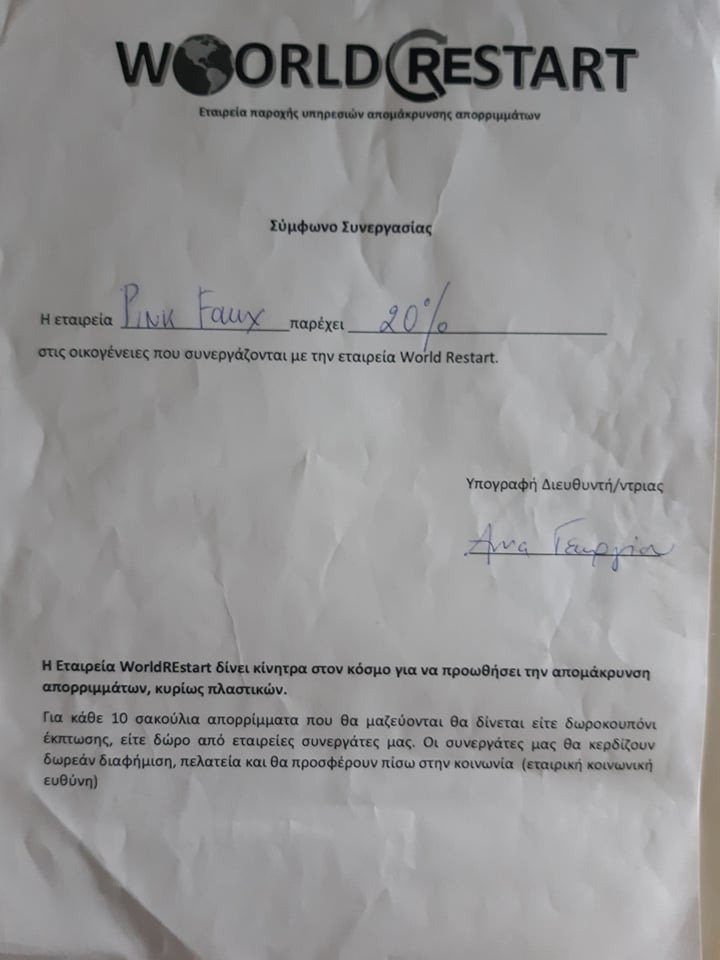 WORLD RESTART
Εταιρεία παροχής υπηρεσιών απομάκρυνσης απορριμμάτων
Σύμφωνο Συνεργασίας
Η εταιρεία Pink Faux παρέχει 20%
στις οικογένειες που συνεργάζονται με την εταιρεία World Restart.
Υπογραφή Διευθυντή/ντριας
Αννα Γεωργίου
Η Εταιρεία WorldREstart δίνει κίνητρα στον κόσμο για να προωθήσει την απομάκρυνση
απορριμμάτων, κυρίως πλαστικών.
Για κάθε 10 σακούλια απορρίμματα που θα μαζεύονται θα δίνεται είτε δωροκουπόνι
έκπτωσης, είτε δώρο από εταιρείες συνεργάτες μας. Οι συνεργάτες μας θα κερδίζουν
δωρεάν διαφήμιση, πελατεία και θα προσφέρουν πίσω στην κοινωνία (εταιρική κοινωνική
ευθύνη)